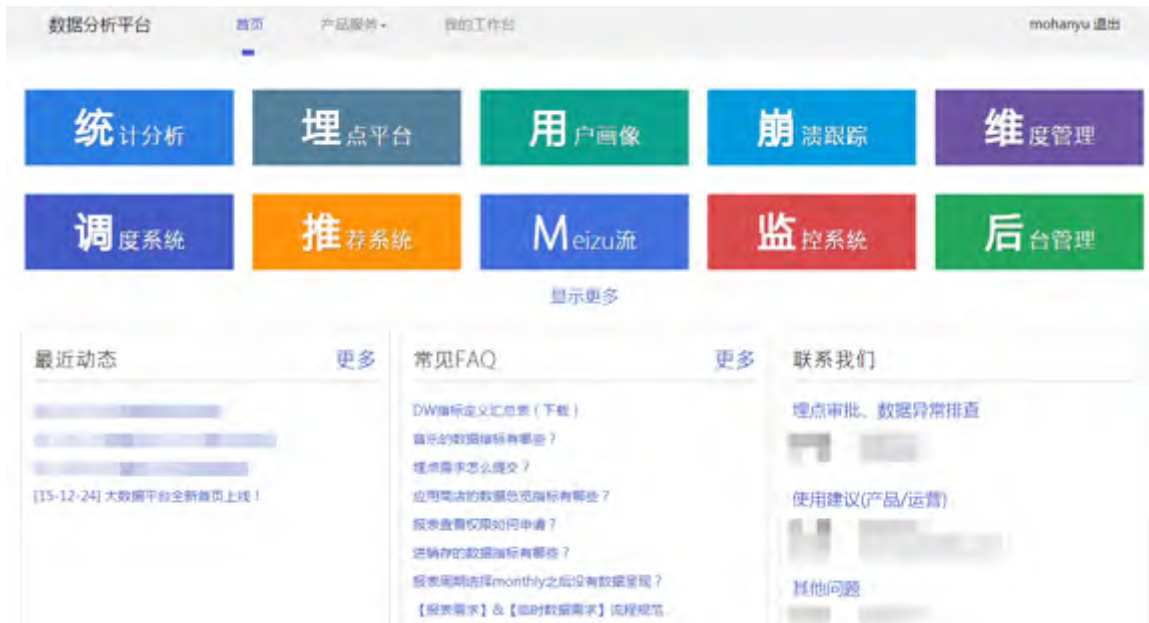 数据分析平台 首页 产品服务 我的工作台 mohanyu 退出
统计分析 埋点平台 用户画像 崩溃跟踪 维度管理
调度系统 推荐系统 Meizu流 监控系统 后台管理
显示更多
最近动态 更多
[15-12-24] 大数据平台全新首页上线！
常见FAQ 更多
DW指标定义汇总表（下载）
音乐的数据指标有哪些？
埋点需求怎么提交？
应用商店的数据总览指标有哪些？
报表查看权限如何申请？
进销存的数据指标有哪些？
报表周期选择monthly之后没有数据呈现？
【报表需求】&【临时数据需求】流程规范
联系我们
埋点审批、数据异常排查
使用建议(产品/运营)
其他问题